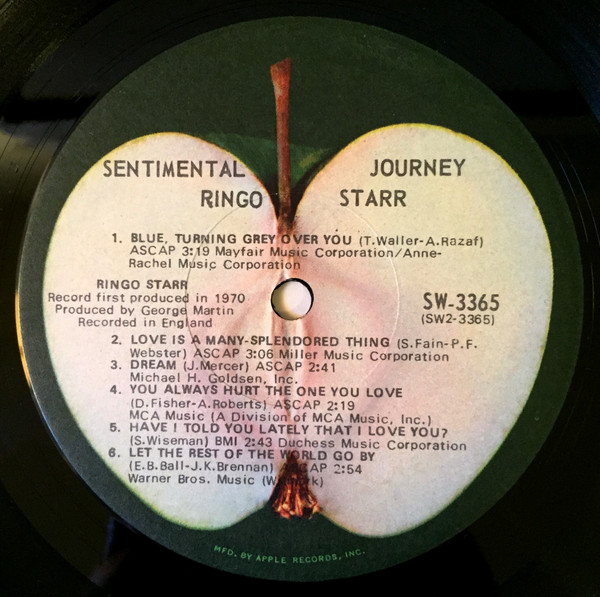 SENTIMENTAL JOURNEY
RINGO STARR
1. BLUE, TURNING GREY OVER YOU (T.Waller-A.Razaf)
ASCAP 3:19 Mayfair Music Corporation/Anne-
Rachel Music Corporation
RINGO STARR
Record first produced in 1970
Produced by George Martin
Recorded in England
SW-3365
(SW2-3365)
2. LOVE IS A MANY-SPLENDORED THING (S.Fain-P.F.
Webster) ASCAP 3:06 Miller Music Corporation
3. DREAM (J.Mercer) ASCAP 2:41
Michael H. Goldsen, Inc.
4. YOU ALWAYS HURT THE ONE YOU LOVE
(D.Fisher-A.Roberts) ASCAP 2:19
MCA Music (A Division of MCA Music, Inc.)
5. HAVE I TOLD YOU LATELY THAT I LOVE YOU?
(S.Wiseman) BMI 2:43 Duchess Music Corporation
6. LET THE REST OF THE WORLD GO BY
(E.B.Ball-J.K.Brennan) ASCAP 2:54
Warner Bros. Music (Witmark)
MFD. BY APPLE RECORDS, INC.